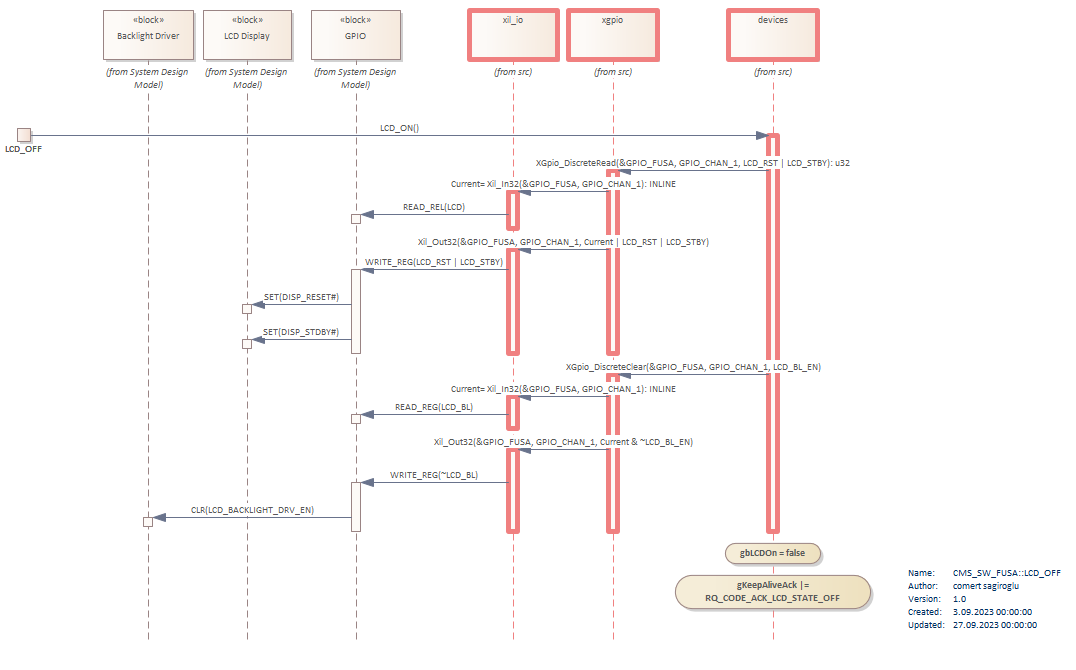 «block»
Backlight Driver
«block»
LCD Display
«block»
GPIO
xil_io
xgpio
devices
(from System Design
Model)
(from System Design
Model)
(from System Design
Model)
(from src)
(from src)
(from src)
LCD_OFF
LCD_ON()
XGpio_DiscreteRead(&GPIO_FUSA, GPIO_CHAN_1, LCD_RST | LCD_STBY): u32
Current= Xil_In32(&GPIO_FUSA, GPIO_CHAN_1): INLINE
READ_REL(LCD)
Xil_Out32(&GPIO_FUSA, GPIO_CHAN_1, Current | LCD_RST | LCD_STBY)
WRITE_REG(LCD_RST | LCD_STBY)
SET(DISP_RESET#)
SET(DISP_STDBY#)
XGpio_DiscreteClear(&GPIO_FUSA, GPIO_CHAN_1, LCD_BL_EN)
Current= Xil_In32(&GPIO_FUSA, GPIO_CHAN_1): INLINE
READ_REG(LCD_BL)
Xil_Out32(&GPIO_FUSA, GPIO_CHAN_1, Current & ~LCD_BL_EN)
WRITE_REG(~LCD_BL)
CLR(LCD_BACKLIGHT_DRV_EN)
gbLCDOn = false
gKeepAliveAck |=
RQ_CODE_ACK_LCD_STATE_OFF
Name: CMS_SW_FUSA::LCD_OFF
Author: comert sagiroglu
Version: 1.0
Created: 3.09.2023 00:00:00
Updated: 27.09.2023 00:00:00